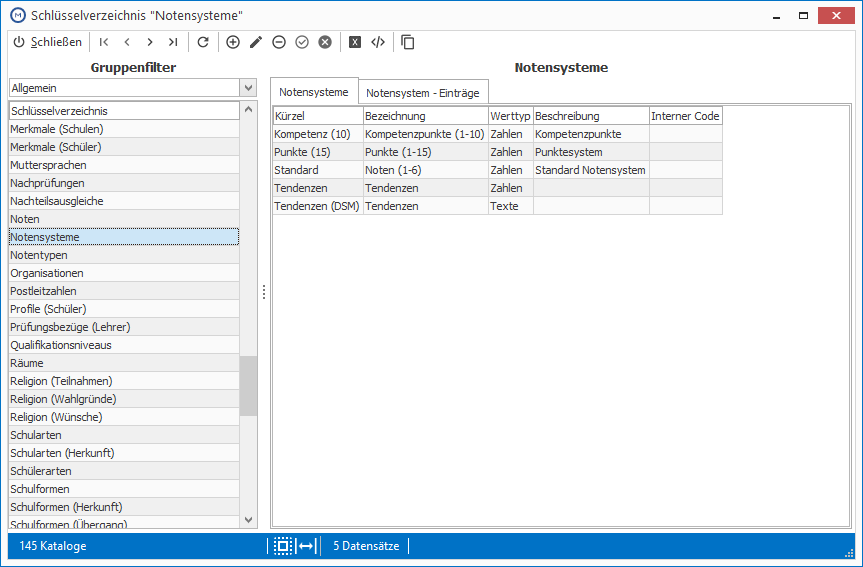 M Schlüsselverzeichnis "Notensysteme"
Schließen
Gruppenfilter
Allgemein
Schlüsselverzeichnis
Merkmale (Schulen)
Merkmale (Schüler)
Muttersprachen
Nachprüfungen
Nachteilsausgleiche
Noten
Notensysteme
Notentypen
Organisationen
Postleitzahlen
Profile (Schüler)
Prüfungsbezüge (Lehrer)
Qualifikationsniveaus
Räume
Religion (Teilnahmen)
Religion (Wahlgründe)
Religion (Wünsche)
Schularten
Schularten (Herkunft)
Schülerarten
Schulformen
Schulformen (Herkunft)
Schulformen (Übergang)
Notensysteme
Notensysteme Notensystem - Einträge
Kürzel Bezeichnung Werttyp Beschreibung Interner Code
Kompetenz (10) Kompetenzpunkte (1-10) Zahlen Kompetenzpunkte
Punkte (15) Punkte (1-15) Zahlen Punktesystem
Standard Noten (1-6) Zahlen Standard Notensystem
Tendenzen Tendenzen Zahlen
Tendenzen (DSM) Tendenzen Texte
145 Kataloge 5 Datensätze